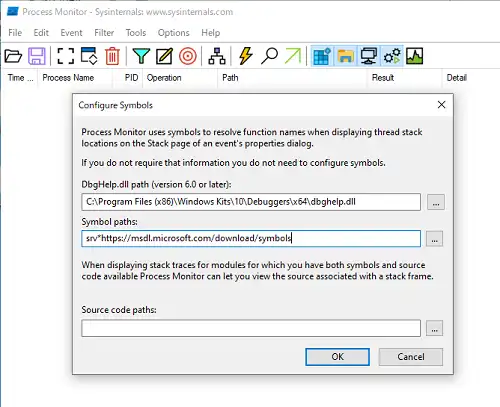 Process Monitor - Sysinternals: www.sysinternals.com
File Edit Event Filter Tools Options Help
Time ... Process Name PID Operation Path Result Detail
Configure Symbols
Process Monitor uses symbols to resolve function names when displaying thread stack
locations on the Stack page of an event's properties dialog.
If you do not require that information you do not need to configure symbols.
DbgHelp.dll path (version 6.0 or later):
C:\Program Files (x86)\Windows Kits\10\Debuggers\x64\dbghelp.dll
...
Symbol paths:
srv*https://msdl.microsoft.com/download/symbols
...
When displaying stack traces for modules for which you have both symbols and source
code available Process Monitor can let you view the source associated with a stack frame.
Source code paths:
...
OK Cancel